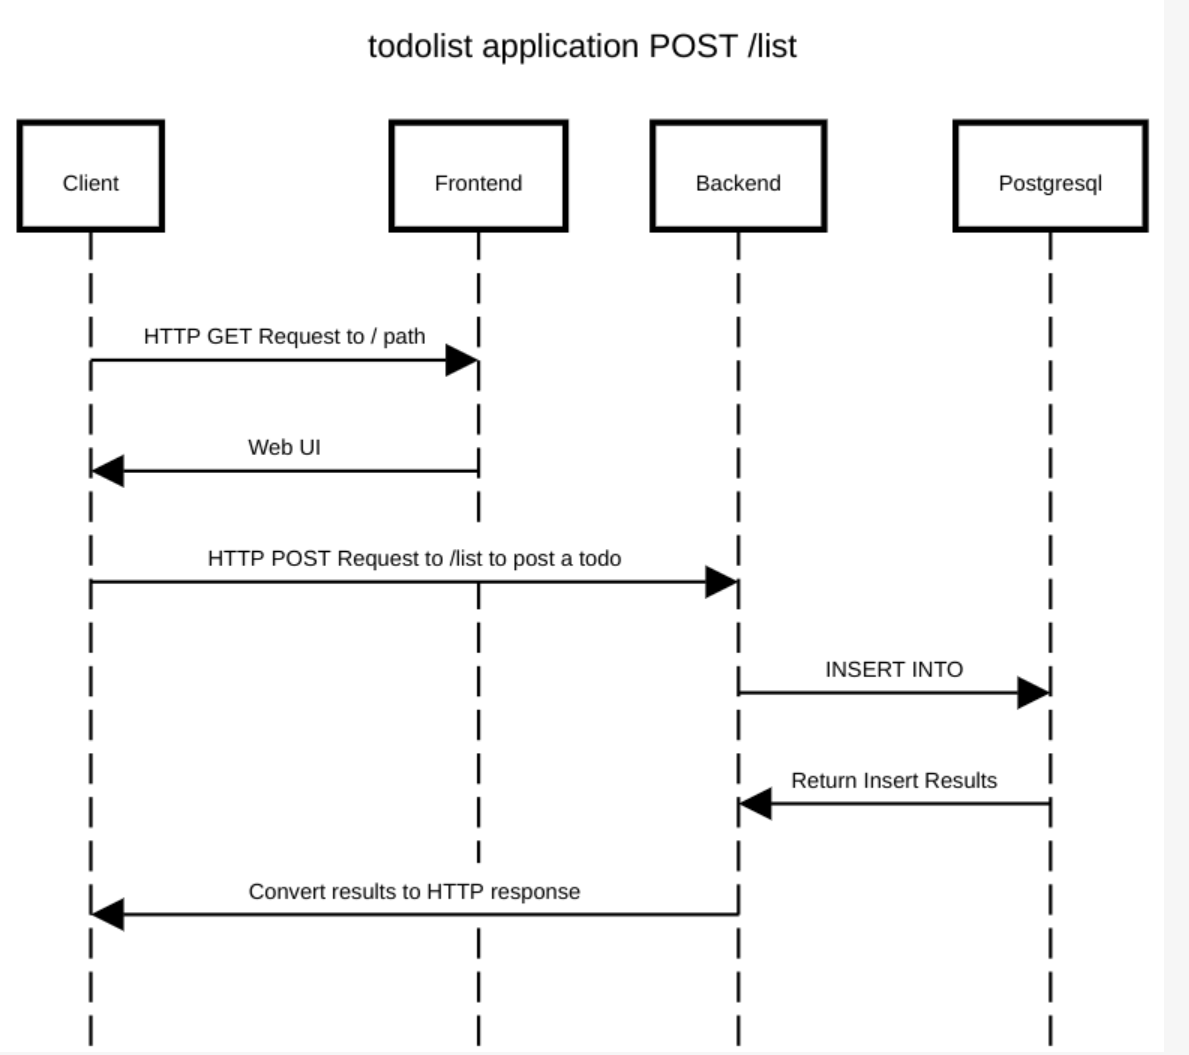 todolist application POST /list
Client
Frontend
Backend
Postgresql
HTTP GET Request to / path
Web UI
HTTP POST Request to /list to post a todo
INSERT INTO
Return Insert Results
Convert results to HTTP response